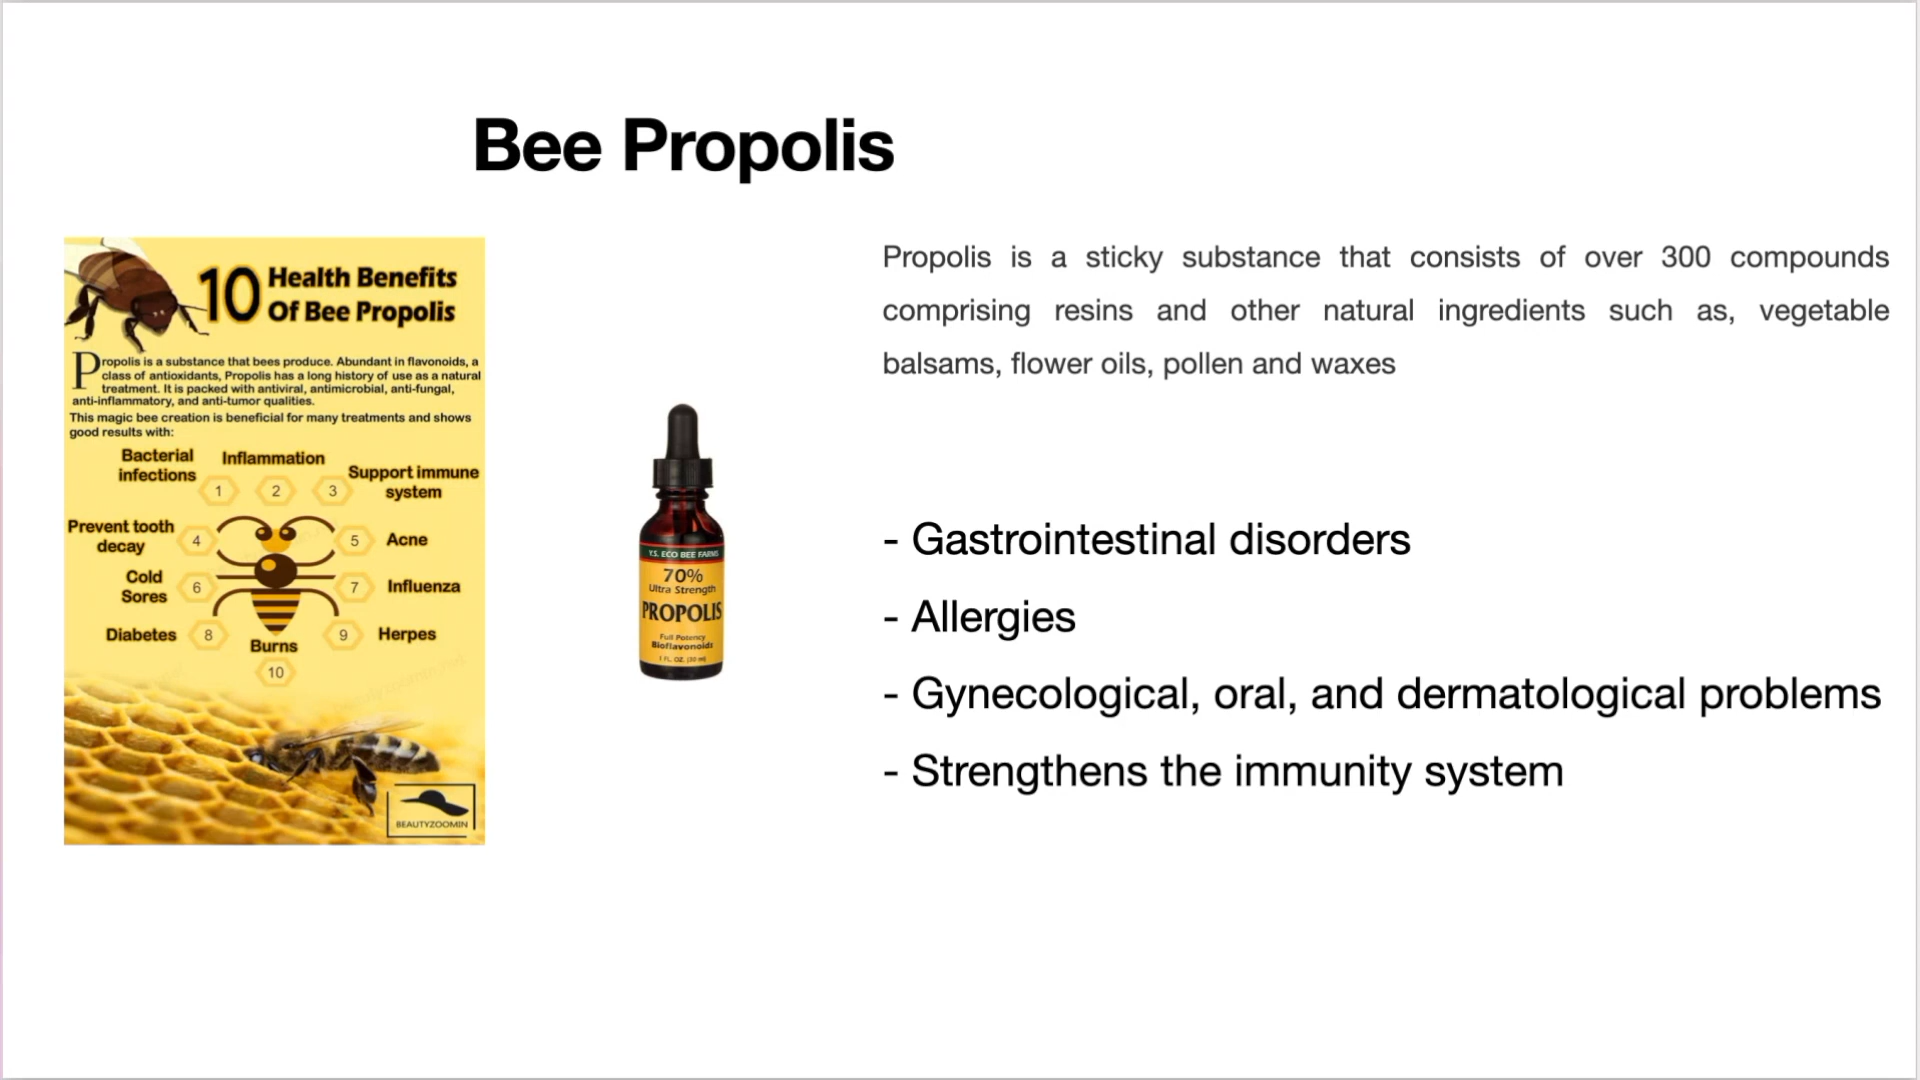 Bee Propolis
10 Health Benefits
Of Bee Propolis
Propolis is a substance that bees produce. Abundant in flavonoids, a
class of antioxidants, Propolis has a long history of use as a natural
treatment. It is packed with antiviral, antimicrobial, anti-fungal,
anti-inflammatory, and anti-tumor qualities.
This magic bee creation is beneficial for many treatments and shows
good results with:
Bacterial
infections
Inflammation
Support immune
system
1 2 3
Prevent tooth
decay
4
5
Acne
Cold
Sores
6
7
Influenza
Diabetes
8
9
Herpes
Burns
10
BEAUTYZOOMIN
Y.S. ECO BEE FARMS
70%
Ultra Strength
PROPOLIS
Full Potency
Bioflavonoids
1 FL. OZ. (30 ml)
Propolis is a sticky substance that consists of over 300 compounds
comprising resins and other natural ingredients such as, vegetable
balsams, flower oils, pollen and waxes
- Gastrointestinal disorders
- Allergies
- Gynecological, oral, and dermatological problems
- Strengthens the immunity system